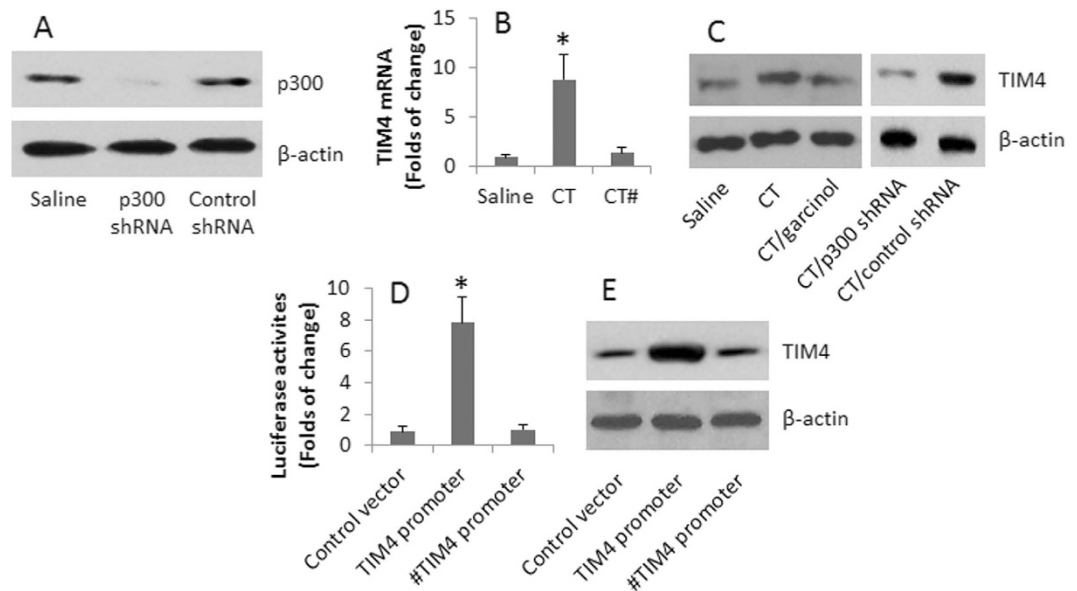 A
p300
β-actin
Saline
p300
shRNA
Control
shRNA
B
TIM4 mRNA
(Folds of change)
15
10
5
0
*
Saline
CT
CT#
C
TIM4
β-actin
Saline
CT
CT/garcinol
CT/p300 shRNA
CT/control shRNA
D
Luciferase activites
(Folds of change)
10
8
6
4
2
0
*
Control vector
TIM4 promoter
#TIM4 promoter
E
TIM4
β-actin
Control vector
TIM4 promoter
#TIM4 promoter